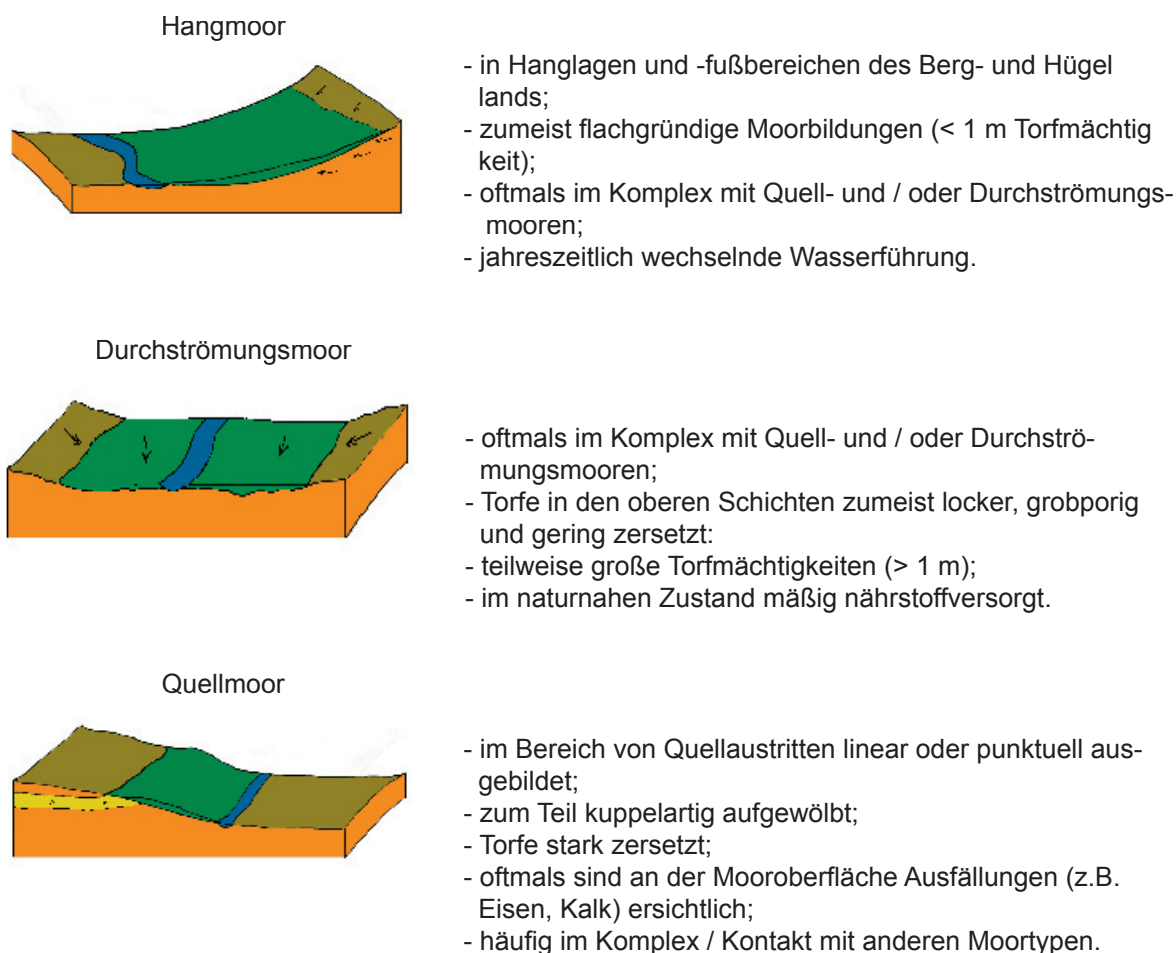 Hangmoor
- in Hanglagen und -fußbereichen des Berg- und Hügel
lands;
- zumeist flachgründige Moorbildungen (< 1 m Torfmächtig
keit);
- oftmals im Komplex mit Quell- und / oder Durchströmungs-
mooren;
- jahreszeitlich wechselnde Wasserführung.
Durchströmungsmoor
- oftmals im Komplex mit Quell- und / oder Durchströ-
mungsmooren;
- Torfe in den oberen Schichten zumeist locker, grobporig
und gering zersetzt:
- teilweise große Torfmächtigkeiten (> 1 m);
- im naturnahen Zustand mäßig nährstoffversorgt.
Quellmoor
- im Bereich von Quellaustritten linear oder punktuell aus-
gebildet;
- zum Teil kuppelartig aufgewölbt;
- Torfe stark zersetzt;
- oftmals sind an der Mooroberfläche Ausfällungen (z.B.
Eisen, Kalk) ersichtlich;
- häufig im Komplex / Kontakt mit anderen Moortypen.